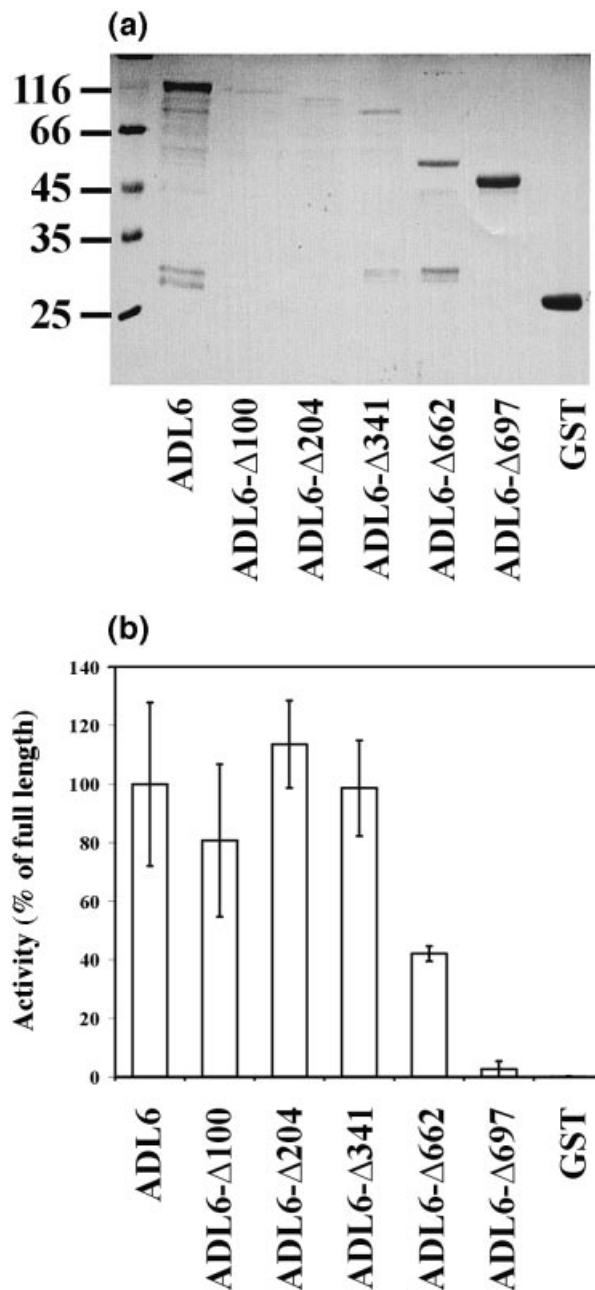 (a)
116
66
45
35
25
ADL6
ADL6-Δ100
ADL6-Δ204
ADL6-Δ341
ADL6-Δ662
ADL6-Δ697
GST
(b)
Activity (% of full length)
140
120
100
80
60
40
20
0
ADL6
ADL6-Δ100
ADL6-Δ204
ADL6-Δ341
ADL6-Δ662
ADL6-Δ697
GST